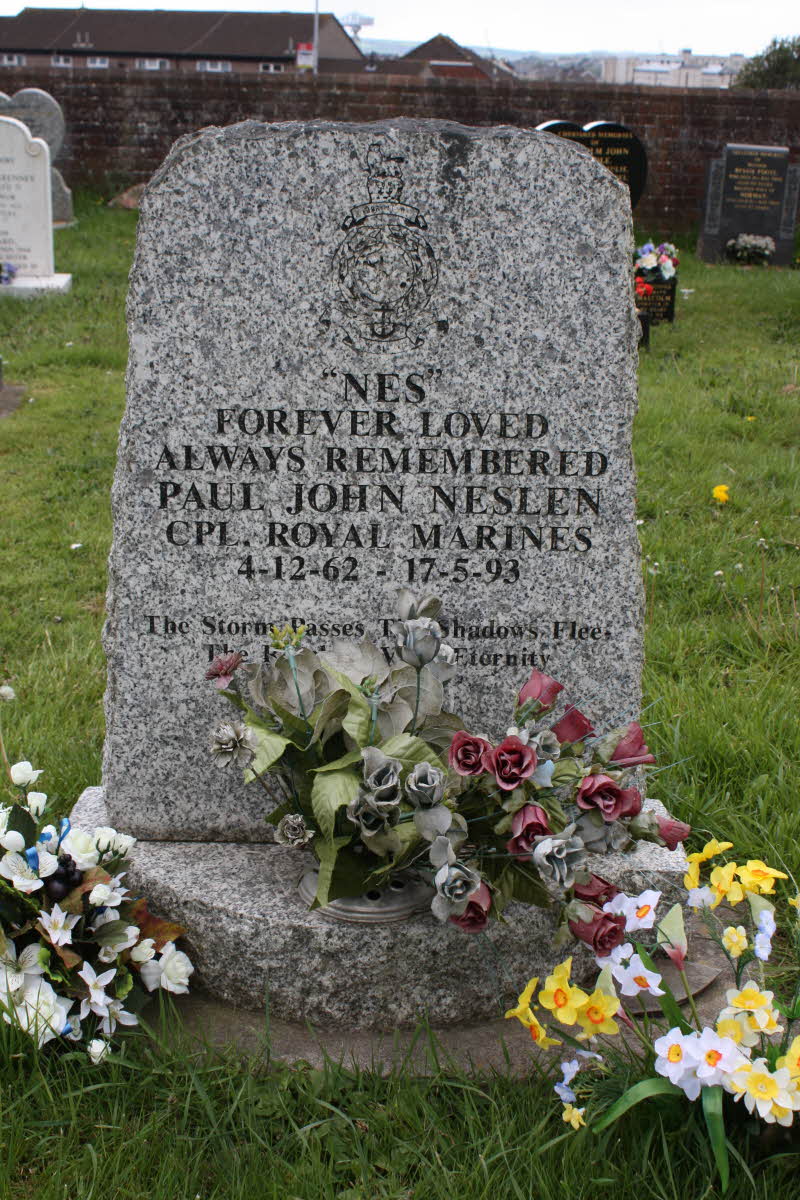 "NES"
FOREVER LOVED
ALWAYS REMEMBERED
PAUL JOHN NESLEN
CPL. ROYAL MARINES
4-12-62 - 17-5-93
The Storm Passes The Shadows Flee.
The Eternity